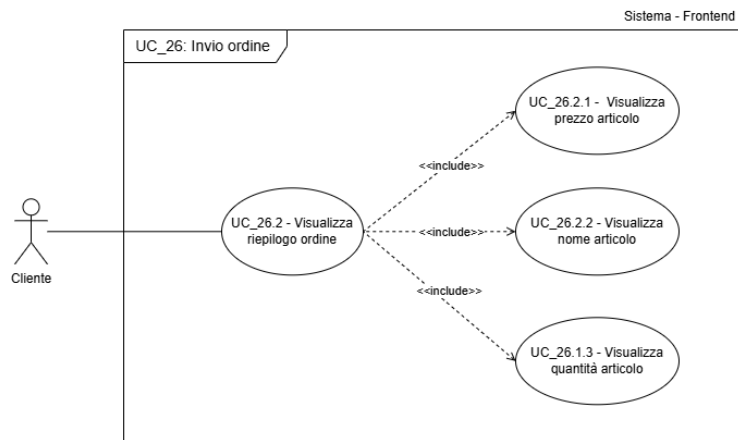 Sistema - Frontend
UC_26: Invio ordine
UC_26.2.1 - Visualizza
prezzo articolo
<<include>>
UC_26.2 - Visualizza
riepilogo ordine
<<include>>
UC_26.2.2 - Visualizza
nome articolo
Cliente
<<include>>
UC_26.1.3 - Visualizza
quantità articolo